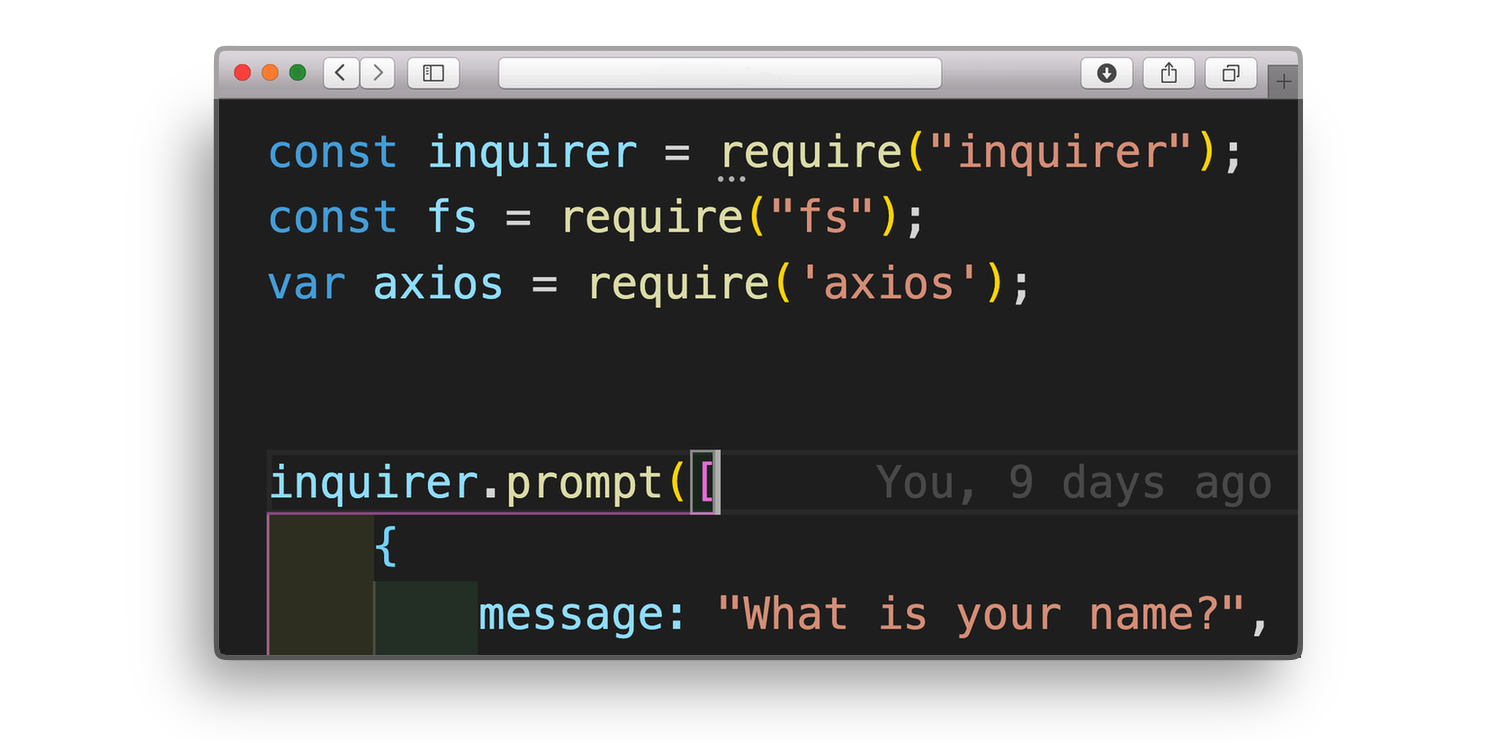 const inquirer = require("inquirer");
const fs = require("fs");
var axios = require('axios');
inquirer.prompt([ You, 9 days ago
{
message: "What is your name?",